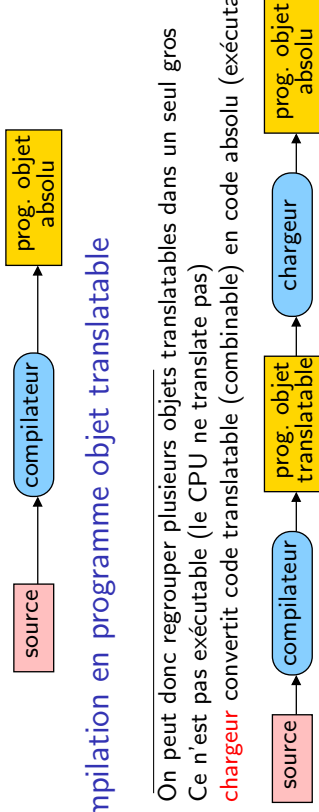 source
compilateur
prog. objet
absolu
mpilation en programme objet translatable
On peut donc regrouper plusieurs objets translatables dans un seul gros
Ce n'est pas exécutable (le CPU ne translate pas)
chargeur convertit code translatable (combinable) en code absolu (exécuta
source
compilateur
prog. objet
translatable
chargeur
prog. objet
absolu